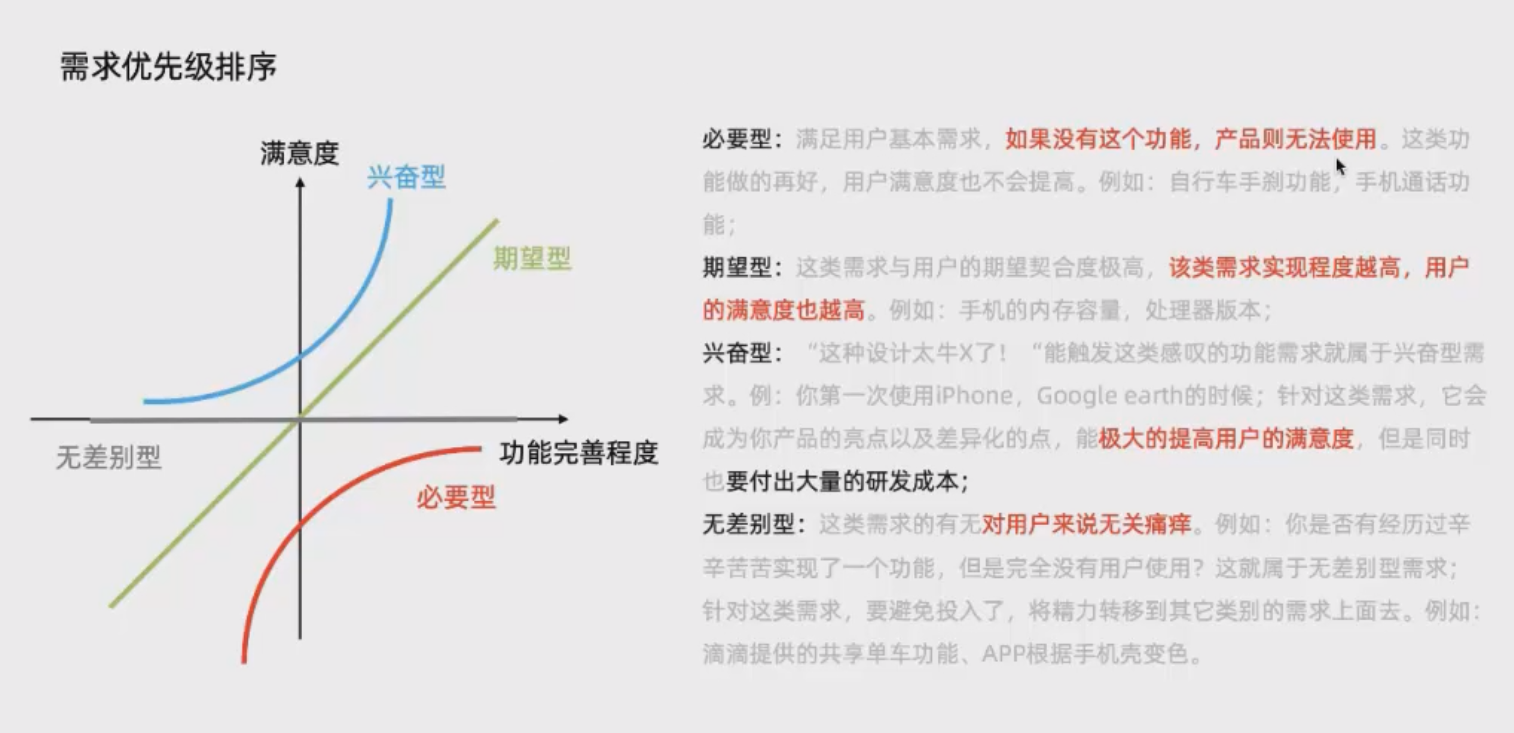 需求优先级排序
满意度
兴奋型
期望型
无差别型
功能完善程度
必要型
必要型：满足用户基本需求，如果没有这个功能，产品则无法使用。这类功
能做的再好，用户满意度也不会提高。例如：自行车手刹功能，手机通话功
能；
期望型：这类需求与用户的期望契合度极高，该类需求实现程度越高，用户
的满意度也越高。例如：手机的内存容量，处理器版本；
兴奋型：“这种设计太牛X了！“能触发这类感叹的功能需求就属于兴奋型需
求。例：你第一次使用iPhone，Google earth的时候；针对这类需求，它会
成为你产品的亮点以及差异化的点，能极大的提高用户的满意度，但是同时
也要付出大量的研发成本；
无差别型：这类需求的有无对用户来说无关痛痒。例如：你是否有经历过辛
辛苦苦实现了一个功能，但是完全没有用户使用？这就属于无差别型需求；
针对这类需求，要避免投入了，将精力转移到其它类别的需求上面去。例如：
滴滴提供的共享单车功能、APP根据手机壳变色。